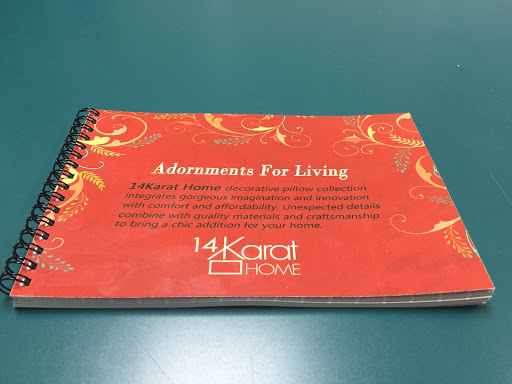 Adornments For Living
14Karat Home decorative pillow collection
integrates gorgeous imagination and innovation
with comfort and affordability. Unexpected details
combine with quality materials and craftsmanship
to bring a chic addition for your home.
14Karat
HOME